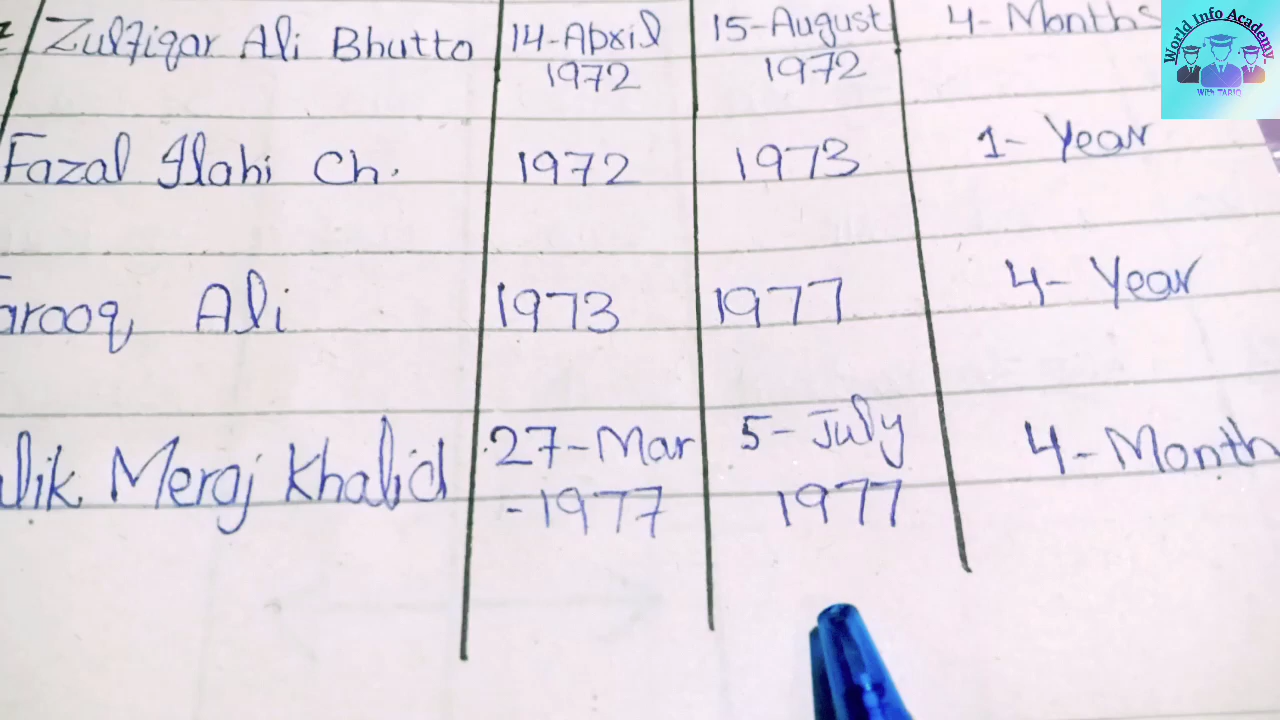 Zulfiqar Ali Bhutto 14-April 1972 15-August 1972 4-Months
Fazal Ilahi Ch. 1972 1973 1-Year
arooq Ali 1973 1977 4-Year
lik Meraj Khalid 27-Mar -1977 5-July 1977 4-Month
World Info Academy
With TARIQ